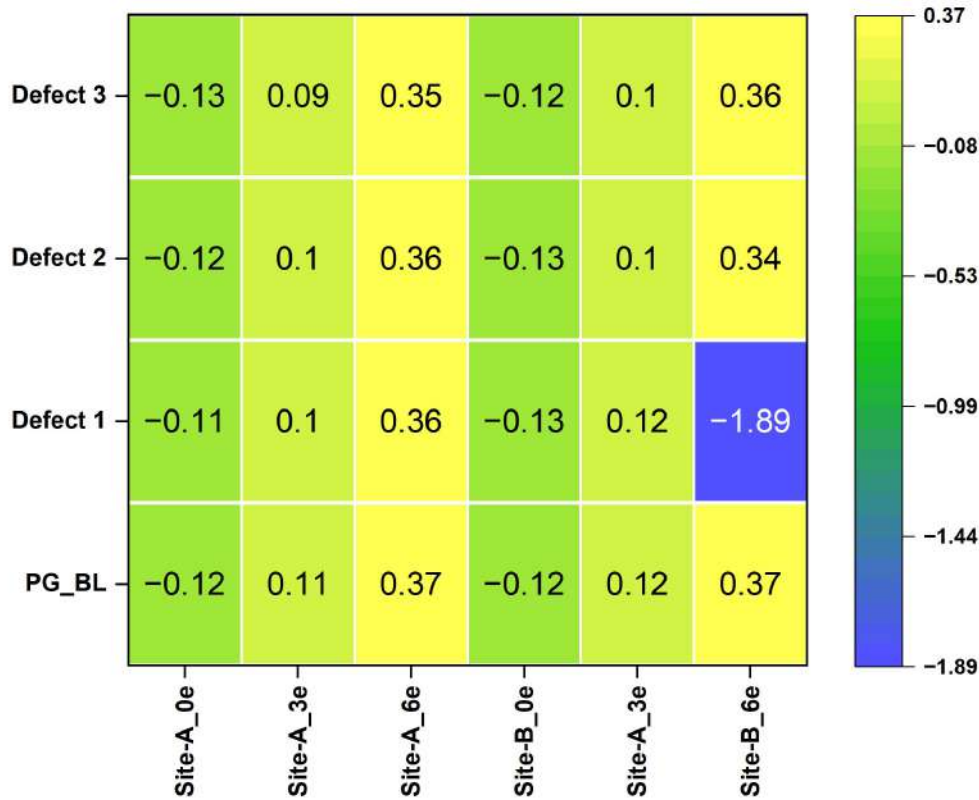 Defect 3 −0.13 0.09 0.35 −0.12 0.1 0.36
Defect 2 −0.12 0.1 0.36 −0.13 0.1 0.34
Defect 1 −0.11 0.1 0.36 −0.13 0.12 −1.89
PG_BL −0.12 0.11 0.37 −0.12 0.12 0.37
Site-A_0e
Site-A_3e
Site-A_6e
Site-B_0e
Site-A_3e
Site-B_6e
0.37
−0.08
−0.53
−0.99
−1.44
−1.89